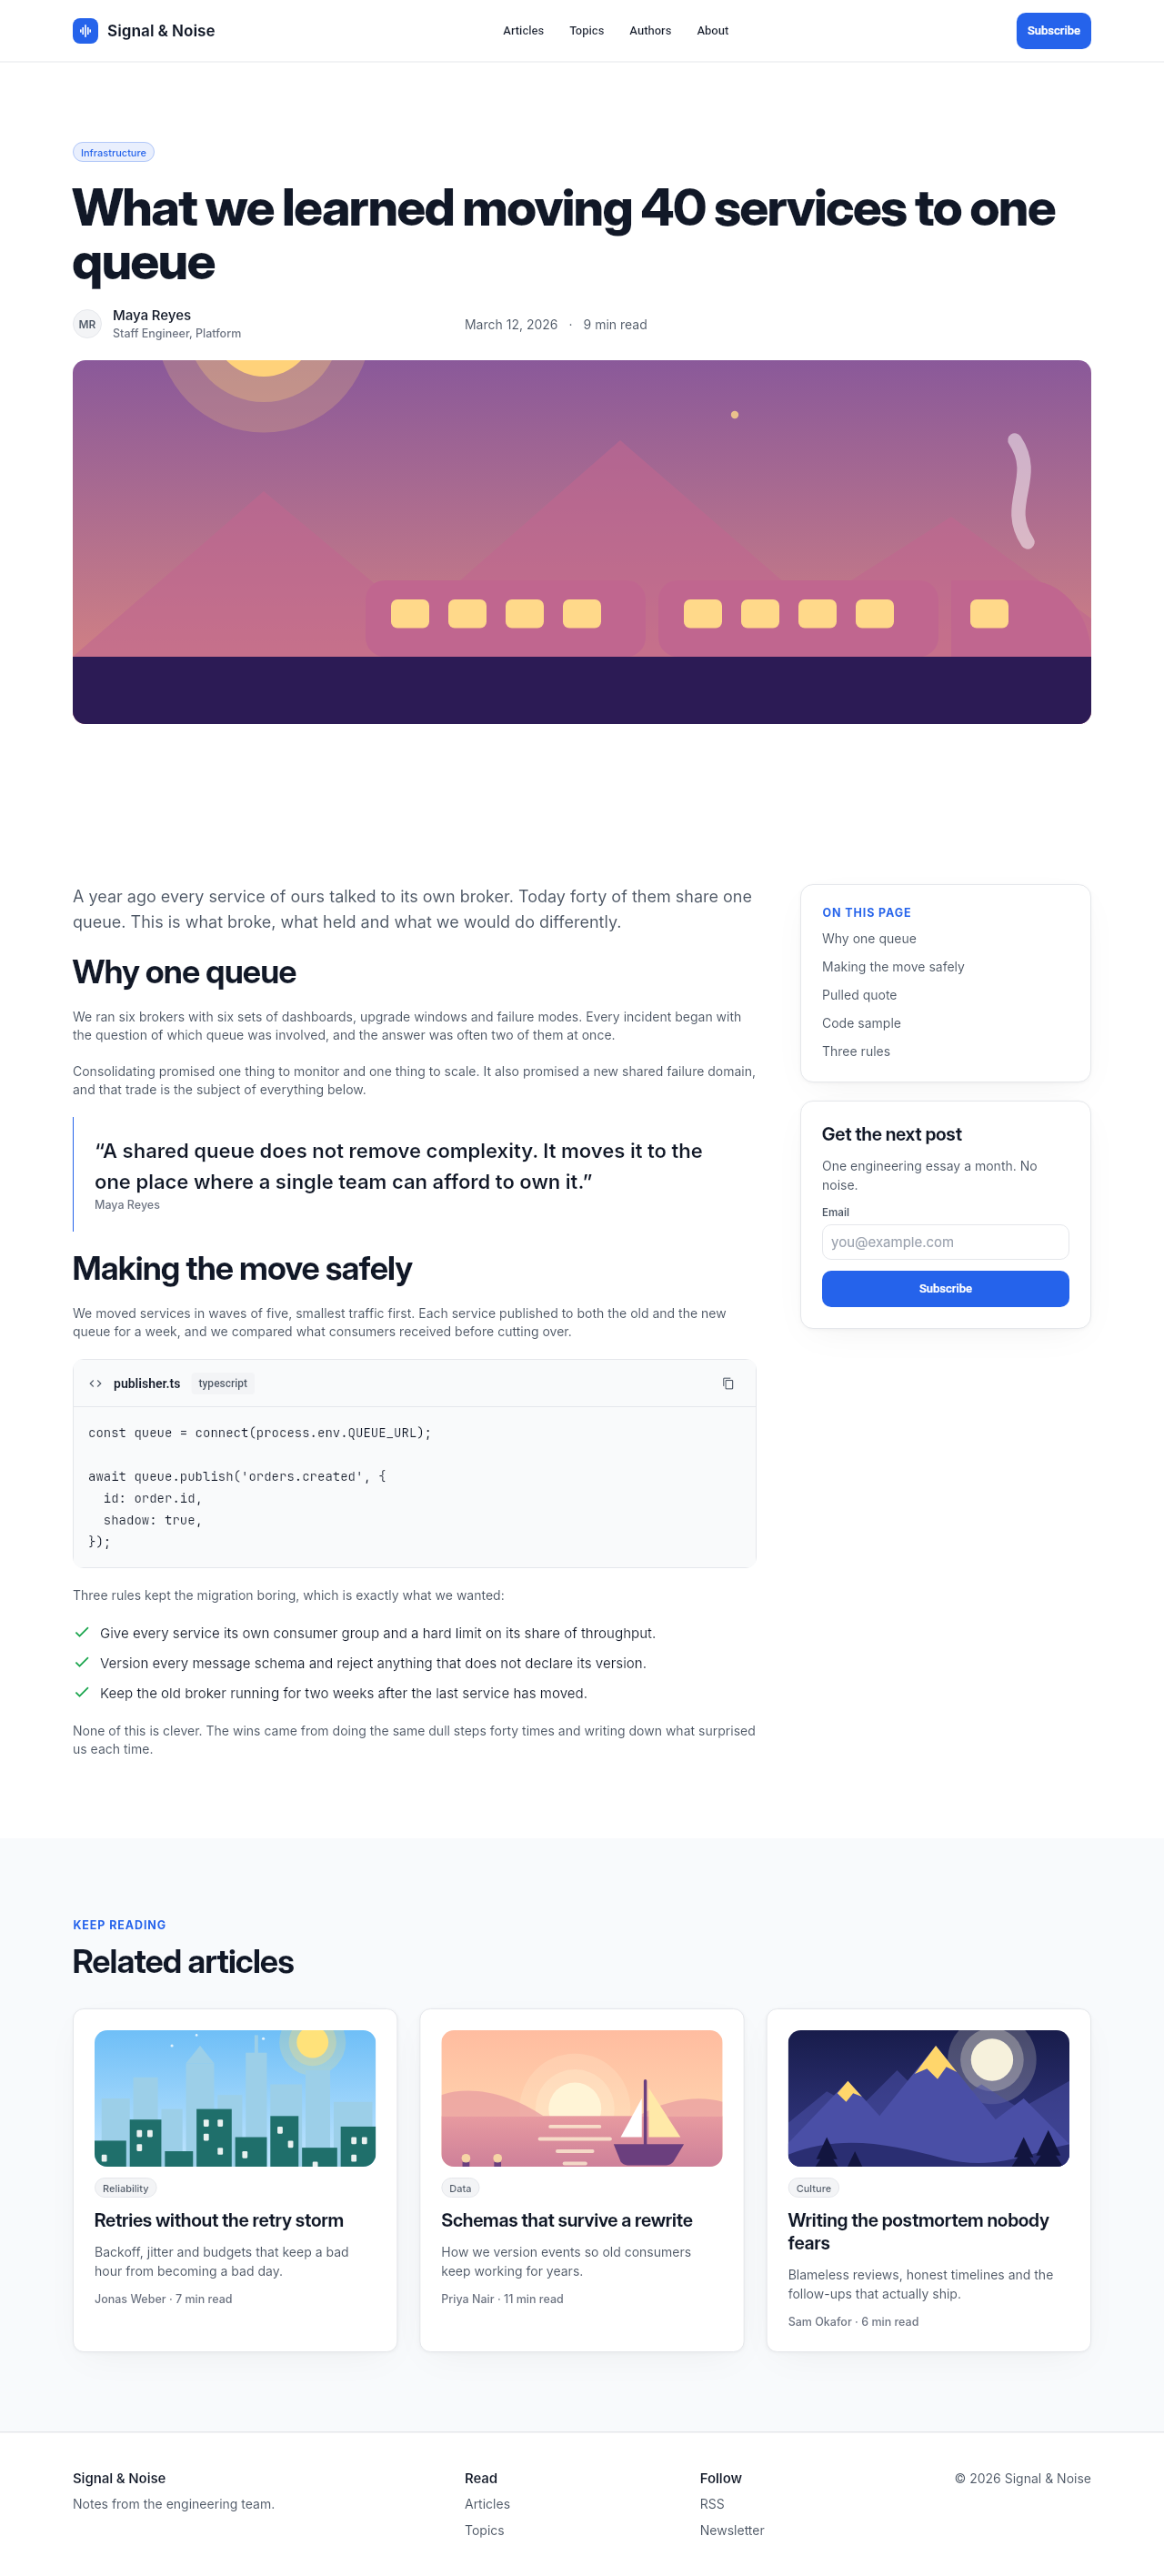 Signal & Noise
Articles
Topics
Authors
About
Subscribe
Infrastructure
What we learned moving 40 services to one
queue
MR
Maya Reyes
Staff Engineer, Platform
March 12, 2026 · 9 min read
A year ago every service of ours talked to its own broker. Today forty of them share one
queue. This is what broke, what held and what we would do differently.
Why one queue
We ran six brokers with six sets of dashboards, upgrade windows and failure modes. Every incident began with
the question of which queue was involved, and the answer was often two of them at once.
Consolidating promised one thing to monitor and one thing to scale. It also promised a new shared failure domain,
and that trade is the subject of everything below.
“A shared queue does not remove complexity. It moves it to the
one place where a single team can afford to own it.”
Maya Reyes
Making the move safely
We moved services in waves of five, smallest traffic first. Each service published to both the old and the new
queue for a week, and we compared what consumers received before cutting over.
publisher.ts
typescript
const queue = connect(process.env.QUEUE_URL);
await queue.publish('orders.created', {
  id: order.id,
  shadow: true,
});
Three rules kept the migration boring, which is exactly what we wanted:
Give every service its own consumer group and a hard limit on its share of throughput.
Version every message schema and reject anything that does not declare its version.
Keep the old broker running for two weeks after the last service has moved.
None of this is clever. The wins came from doing the same dull steps forty times and writing down what surprised
us each time.
ON THIS PAGE
Why one queue
Making the move safely
Pulled quote
Code sample
Three rules
Get the next post
One engineering essay a month. No
noise.
Email
you@example.com
Subscribe
KEEP READING
Related articles
Reliability
Retries without the retry storm
Backoff, jitter and budgets that keep a bad
hour from becoming a bad day.
Jonas Weber · 7 min read
Data
Schemas that survive a rewrite
How we version events so old consumers
keep working for years.
Priya Nair · 11 min read
Culture
Writing the postmortem nobody
fears
Blameless reviews, honest timelines and the
follow-ups that actually ship.
Sam Okafor · 6 min read
Signal & Noise
Notes from the engineering team.
Read
Articles
Topics
Follow
RSS
Newsletter
© 2026 Signal & Noise